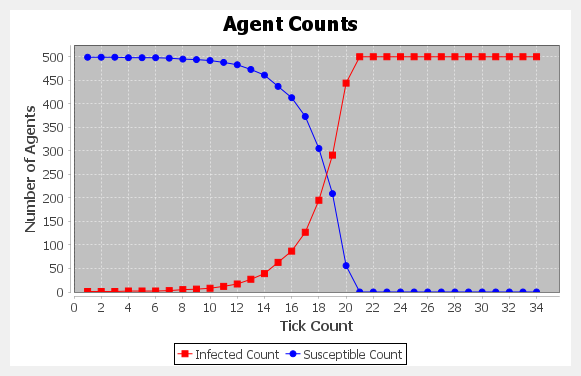 Agent Counts
Number of Agents
500
450
400
350
300
250
200
150
100
50
0
0 2 4 6 8 10 12 14 16 18 20 22 24 26 28 30 32 34
Tick Count
Infected Count Susceptible Count